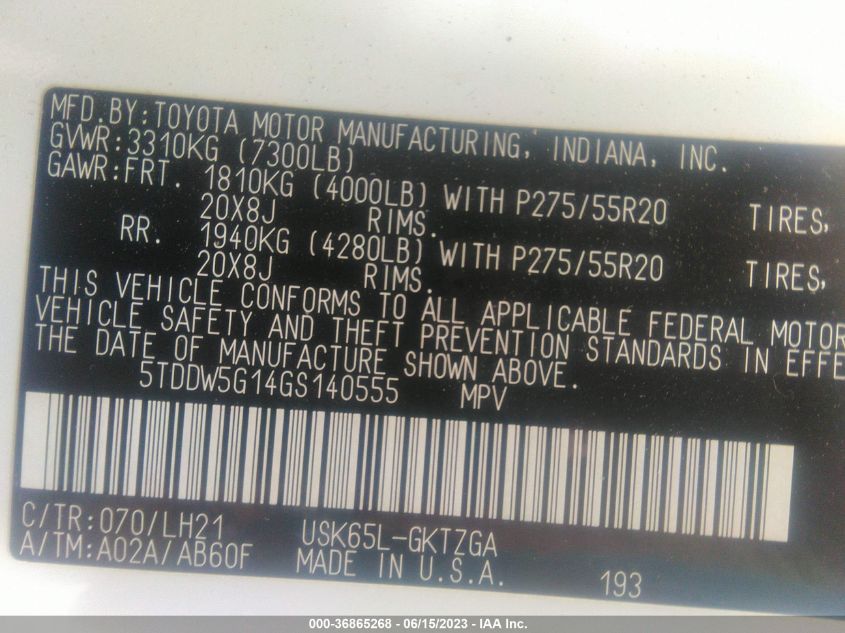 MFD.BY:TOYOTA MOTOR MANUFACTURING, INDIANA, INC.
GVWR:3310KG (7300LB)
GAWR:FRT. 1810KG (4000LB) WITH P275/55R20 TIRES,
20X8J RIMS.
RR. 1940KG (4280LB) WITH P275/55R20 TIRES,
20X8J RIMS.
THIS VEHICLE CONFORMS TO ALL APPLICABLE FEDERAL MOTOR
VEHICLE SAFETY AND THEFT PREVENTION STANDARDS IN EFFE
THE DATE OF MANUFACTURE SHOWN ABOVE.
5TDDW5G14GS140555 MPV
C/TR:070/LH21 USK65L-GKTZGA
A/TM:A02A/AB60F MADE IN U.S.A. 193
000-36865268 - 06/15/2023 - IAA Inc.